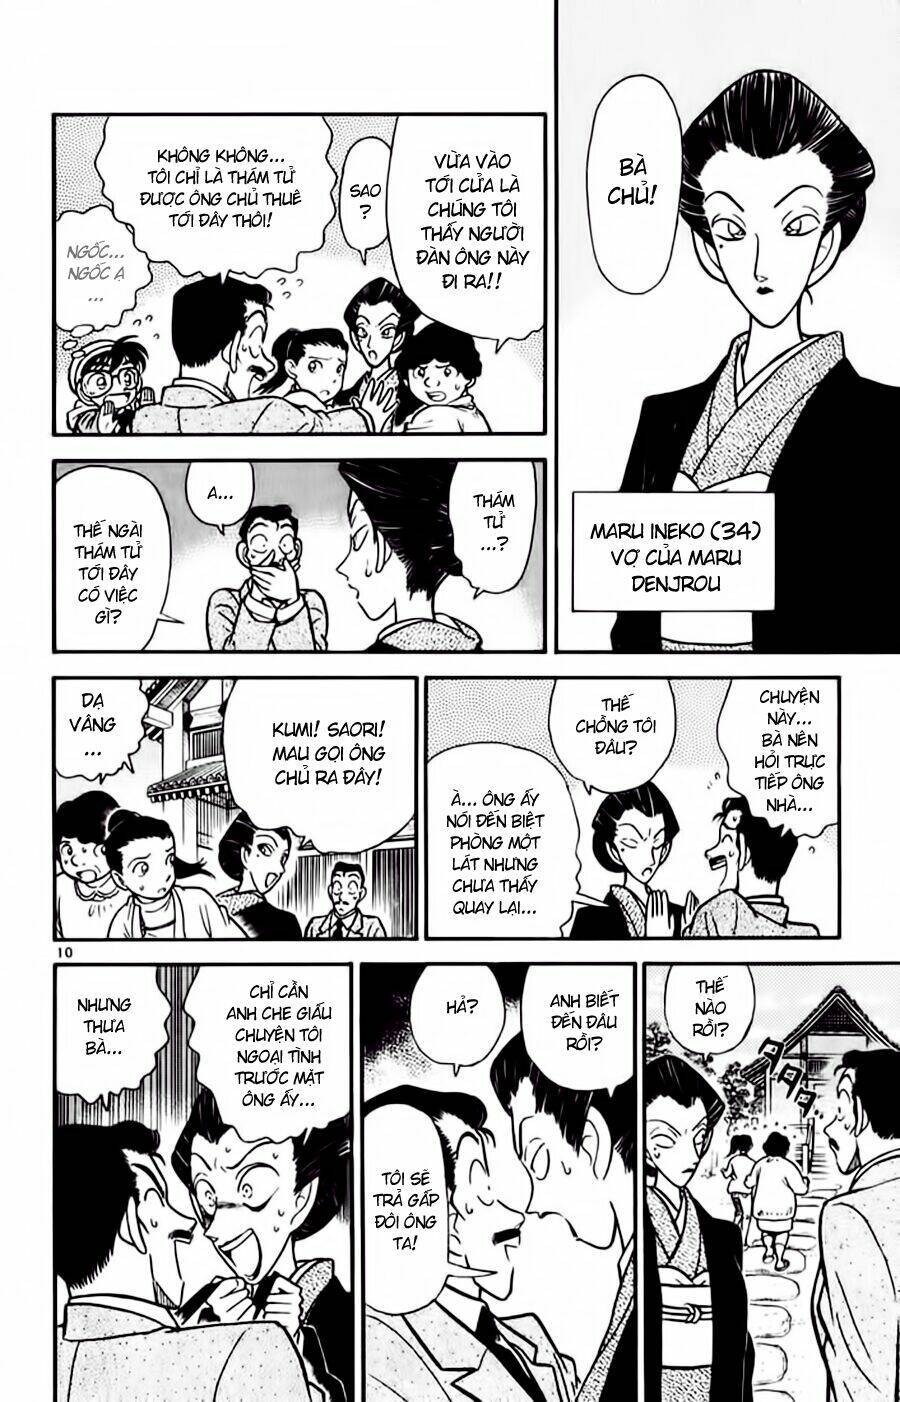 BÀ
CHỦ!
MARU INEKO (34)
VỢ CỦA MARU
DENJROU
VỪA VÀO
TỚI CỬA LÀ
CHÚNG TÔI
THẤY NGƯỜI
ĐÀN ÔNG NÀY
ĐI RA!!
SAO
?
KHÔNG KHÔNG...
TÔI CHỈ LÀ THÁM TỬ
ĐƯỢC ÔNG CHỦ THUÊ
TỚI ĐÂY THÔI!
NGỐC...
NGỐC Ạ
...
THÁM
TỬ
...?
A...
THẾ NGÀI
THÁM TỬ
TỚI ĐÂY
CÓ VIỆC
GÌ?
CHUYỆN
NÀY...
BÀ NÊN
HỎI TRỰC
TIẾP ÔNG
NHÀ...
THẾ
CHỒNG TÔI
ĐÂU?
À... ÔNG ẤY
NÓI ĐẾN BIỆT
PHÒNG MỘT
LÁT NHƯNG
CHƯA THẤY
QUAY LẠI...
KUMI! SAORI!
MAU GỌI ÔNG
CHỦ RA ĐÂY!
DẠ
VÂNG
...
10
THẾ
NÀO
RỒI?
タタタタ
ANH BIẾT
ĐẾN ĐÂU
RỒI?
HẢ?
TÔI SẼ
TRẢ GẤP
ĐÔI ÔNG
TA!
CHỈ CẦN
ANH CHE GIẤU
CHUYỆN TÔI
NGOẠI TÌNH
TRƯỚC MẶT
ÔNG ẤY...
NHƯNG
THƯA
BÀ...